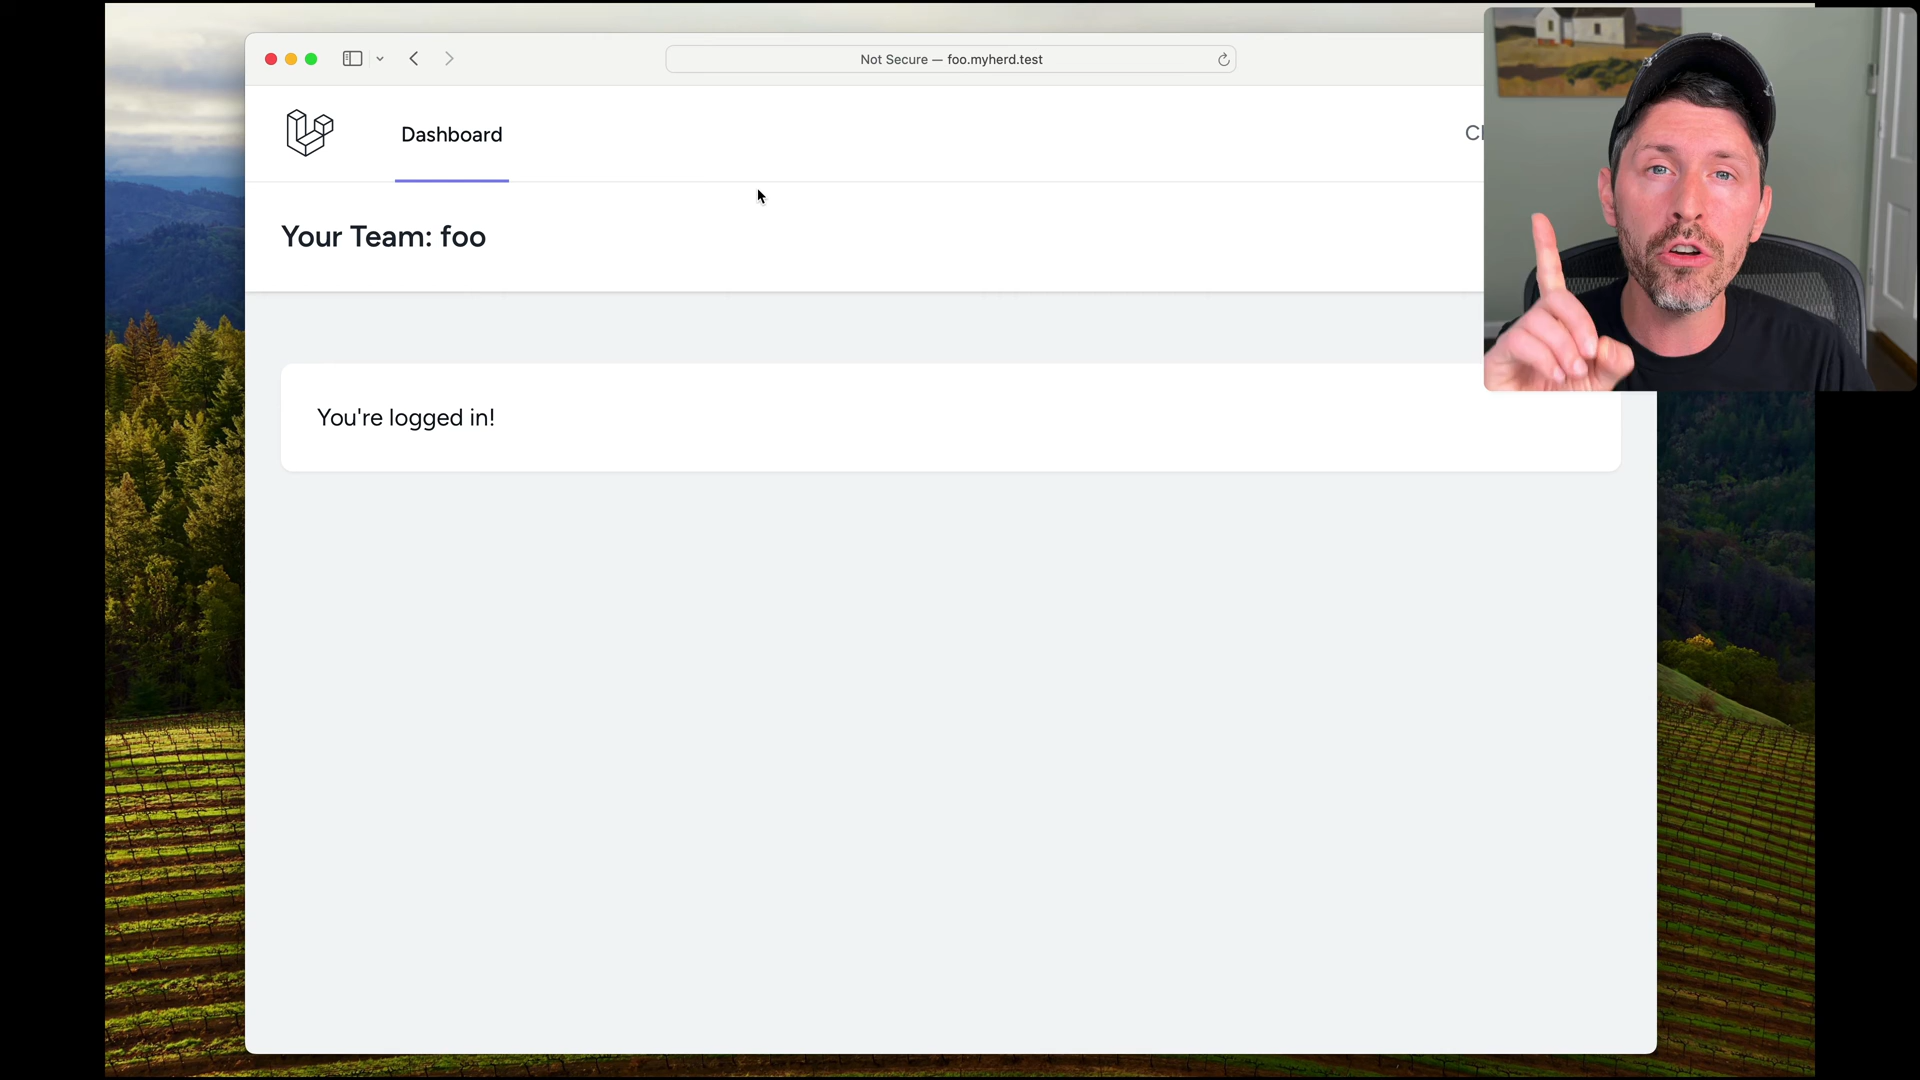 Not Secure — foo.myherd.test
Dashboard
Your Team: foo
You're logged in!